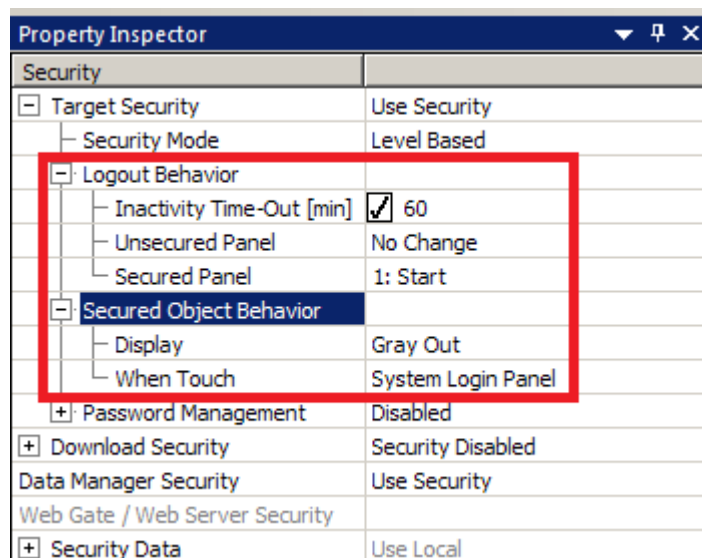 Property Inspector
Security
Target Security Use Security
Security Mode Level Based
Logout Behavior
Inactivity Time-Out [min] 60
Unsecured Panel No Change
Secured Panel 1: Start
Secured Object Behavior
Display Gray Out
When Touch System Login Panel
Password Management Disabled
Download Security Security Disabled
Data Manager Security Use Security
Web Gate / Web Server Security
Security Data Use Local